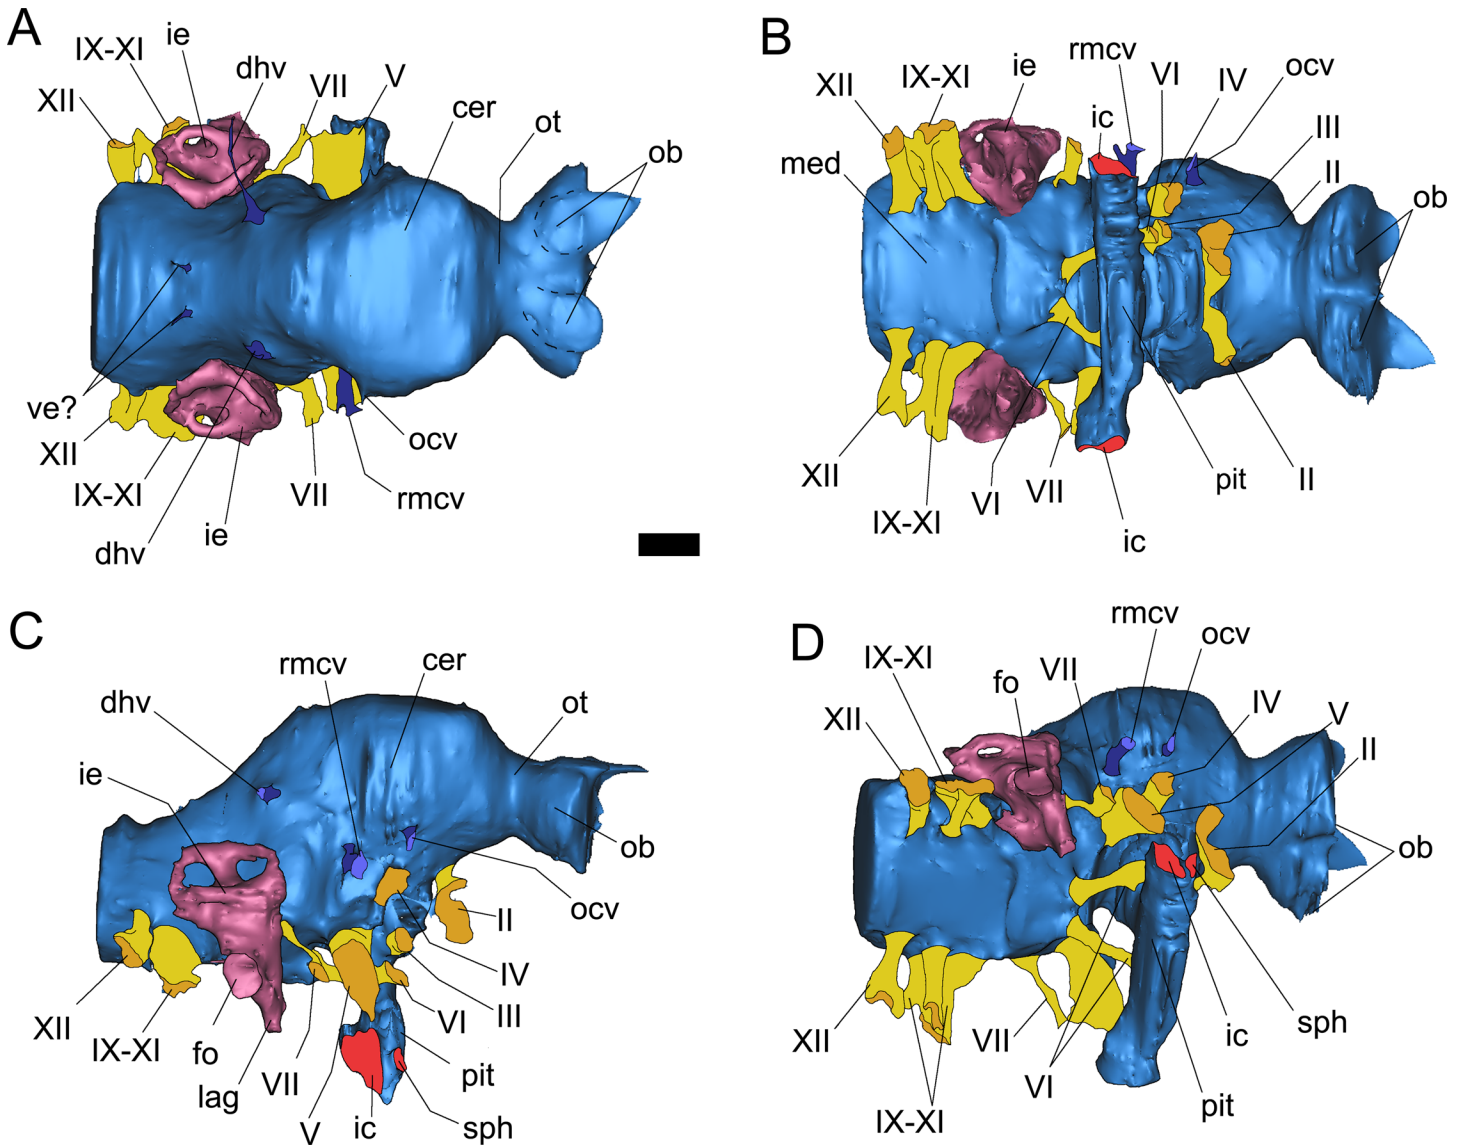 A
IX-XI
ie
dhv
XII
VII
V
cer
ot
ob
ve?
XII
IX-XI
dhv
ie
VII
ocv
rmcv
B
rmcv
XII
IX-XI
ie
ic
VI
IV
ocv
III
II
med
ob
XII
IX-XI
VI
VII
ic
pit
II
C
rmcv
cer
dhv
ot
ie
ob
ocv
II
IV
III
VI
XII
IX-XI
fo
lag
VII
V
ic
pit
sph
D
rmcv
ocv
IX-XI
fo
VII
IV
V
II
XII
ob
XII
IX-XI
VII
VI
ic
sph
pit